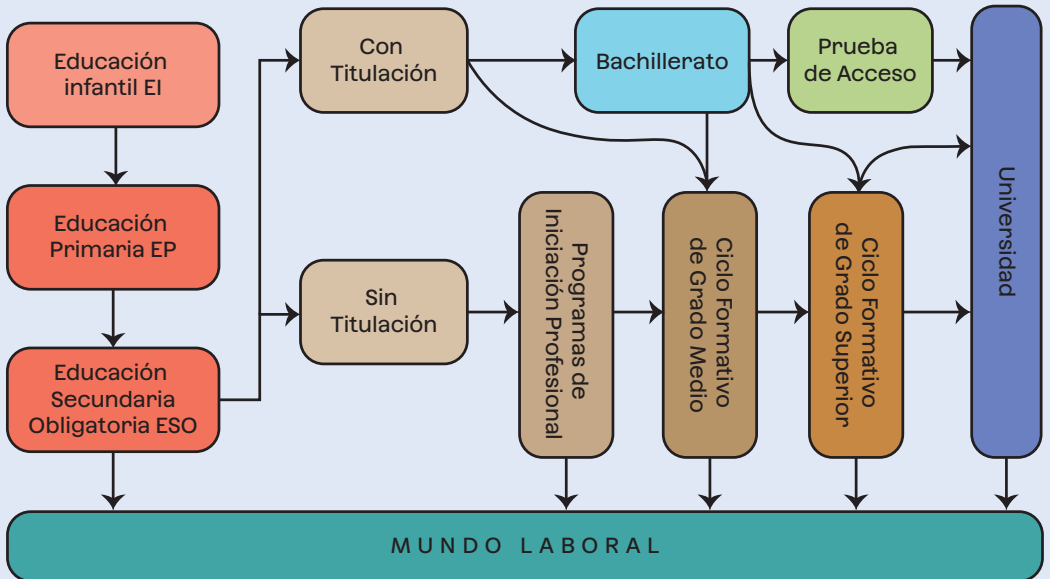 Educación
infantil EI
Educación
Primaria EP
Educación
Secundaria
Obligatoria ESO
Con
Titulación
Sin
Titulación
Bachillerato
Prueba
de Acceso
Programas de
Iniciación Profesional
Ciclo Formativo
de Grado Medio
Ciclo Formativo
de Grado Superior
Universidad
MUNDO LABORAL